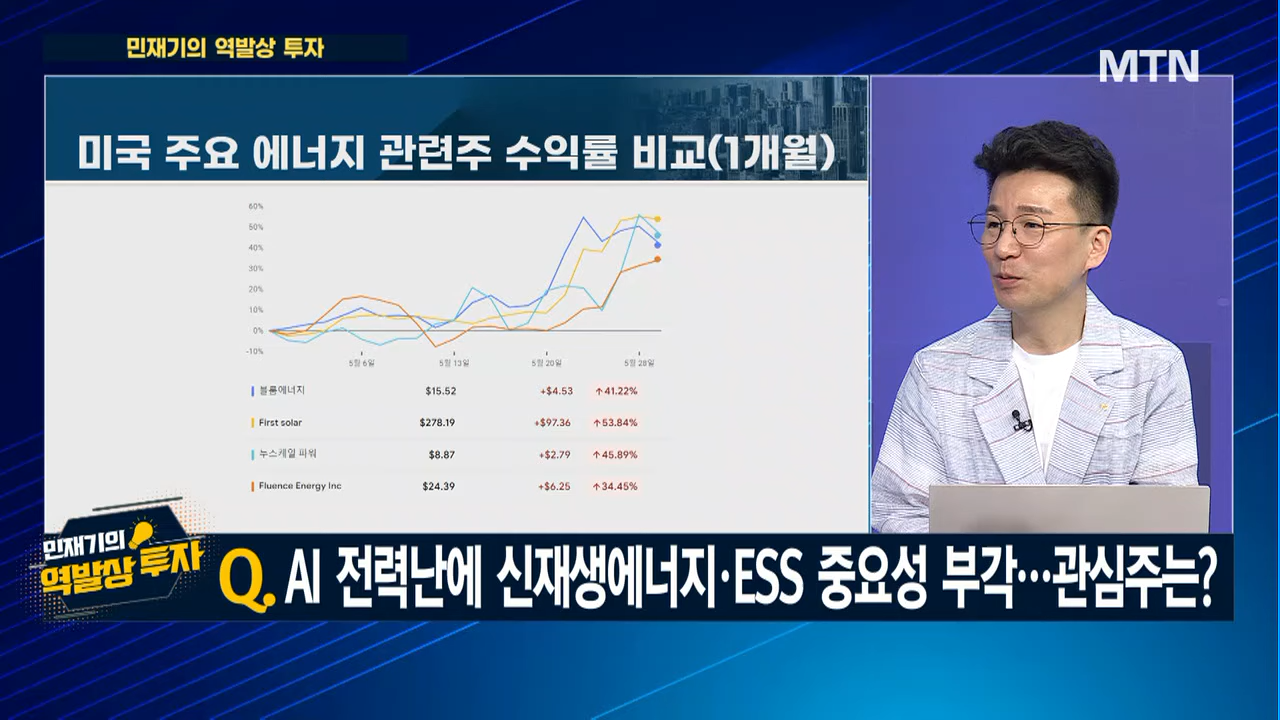 민재기의 역발상 투자
MTN
미국 주요 에너지 관련주 수익률 비교(1개월)
60%
50%
40%
30%
20%
10%
0%
-10%
5월 6일
5월 13일
5월 20일
5월 28일
블룸에너지 $15.52 +$4.53 ↑41.22%
First solar $278.19 +$97.36 ↑53.84%
누스케일 파워 $8.87 +$2.79 ↑45.89%
Fluence Energy Inc $24.39 +$6.25 ↑34.45%
민재기의
역발상 투자
Q. AI 전력난에 신재생에너지·ESS 중요성 부각…관심주는?